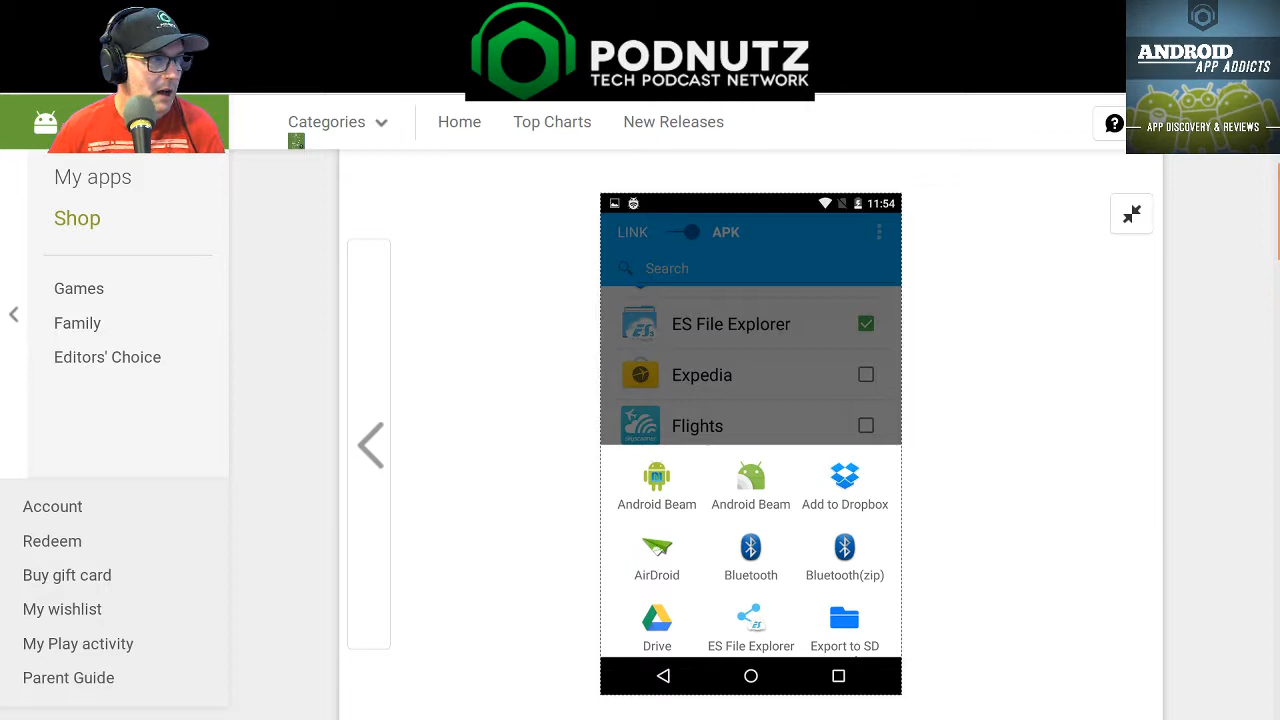 PODNUTZ
TECH PODCAST NETWORK
ANDROID
APP ADDICTS
APP DISCOVERY & REVIEWS
Categories
Home
Top Charts
New Releases
?
My apps
Shop
Games
Family
Editors' Choice
Account
Redeem
Buy gift card
My wishlist
My Play activity
Parent Guide
11:54
LINK
APK
Search
ES File Explorer
Expedia
Flights
Android Beam
Android Beam
Add to Dropbox
AirDroid
Bluetooth
Bluetooth(zip)
Drive
ES File Explorer
Export to SD